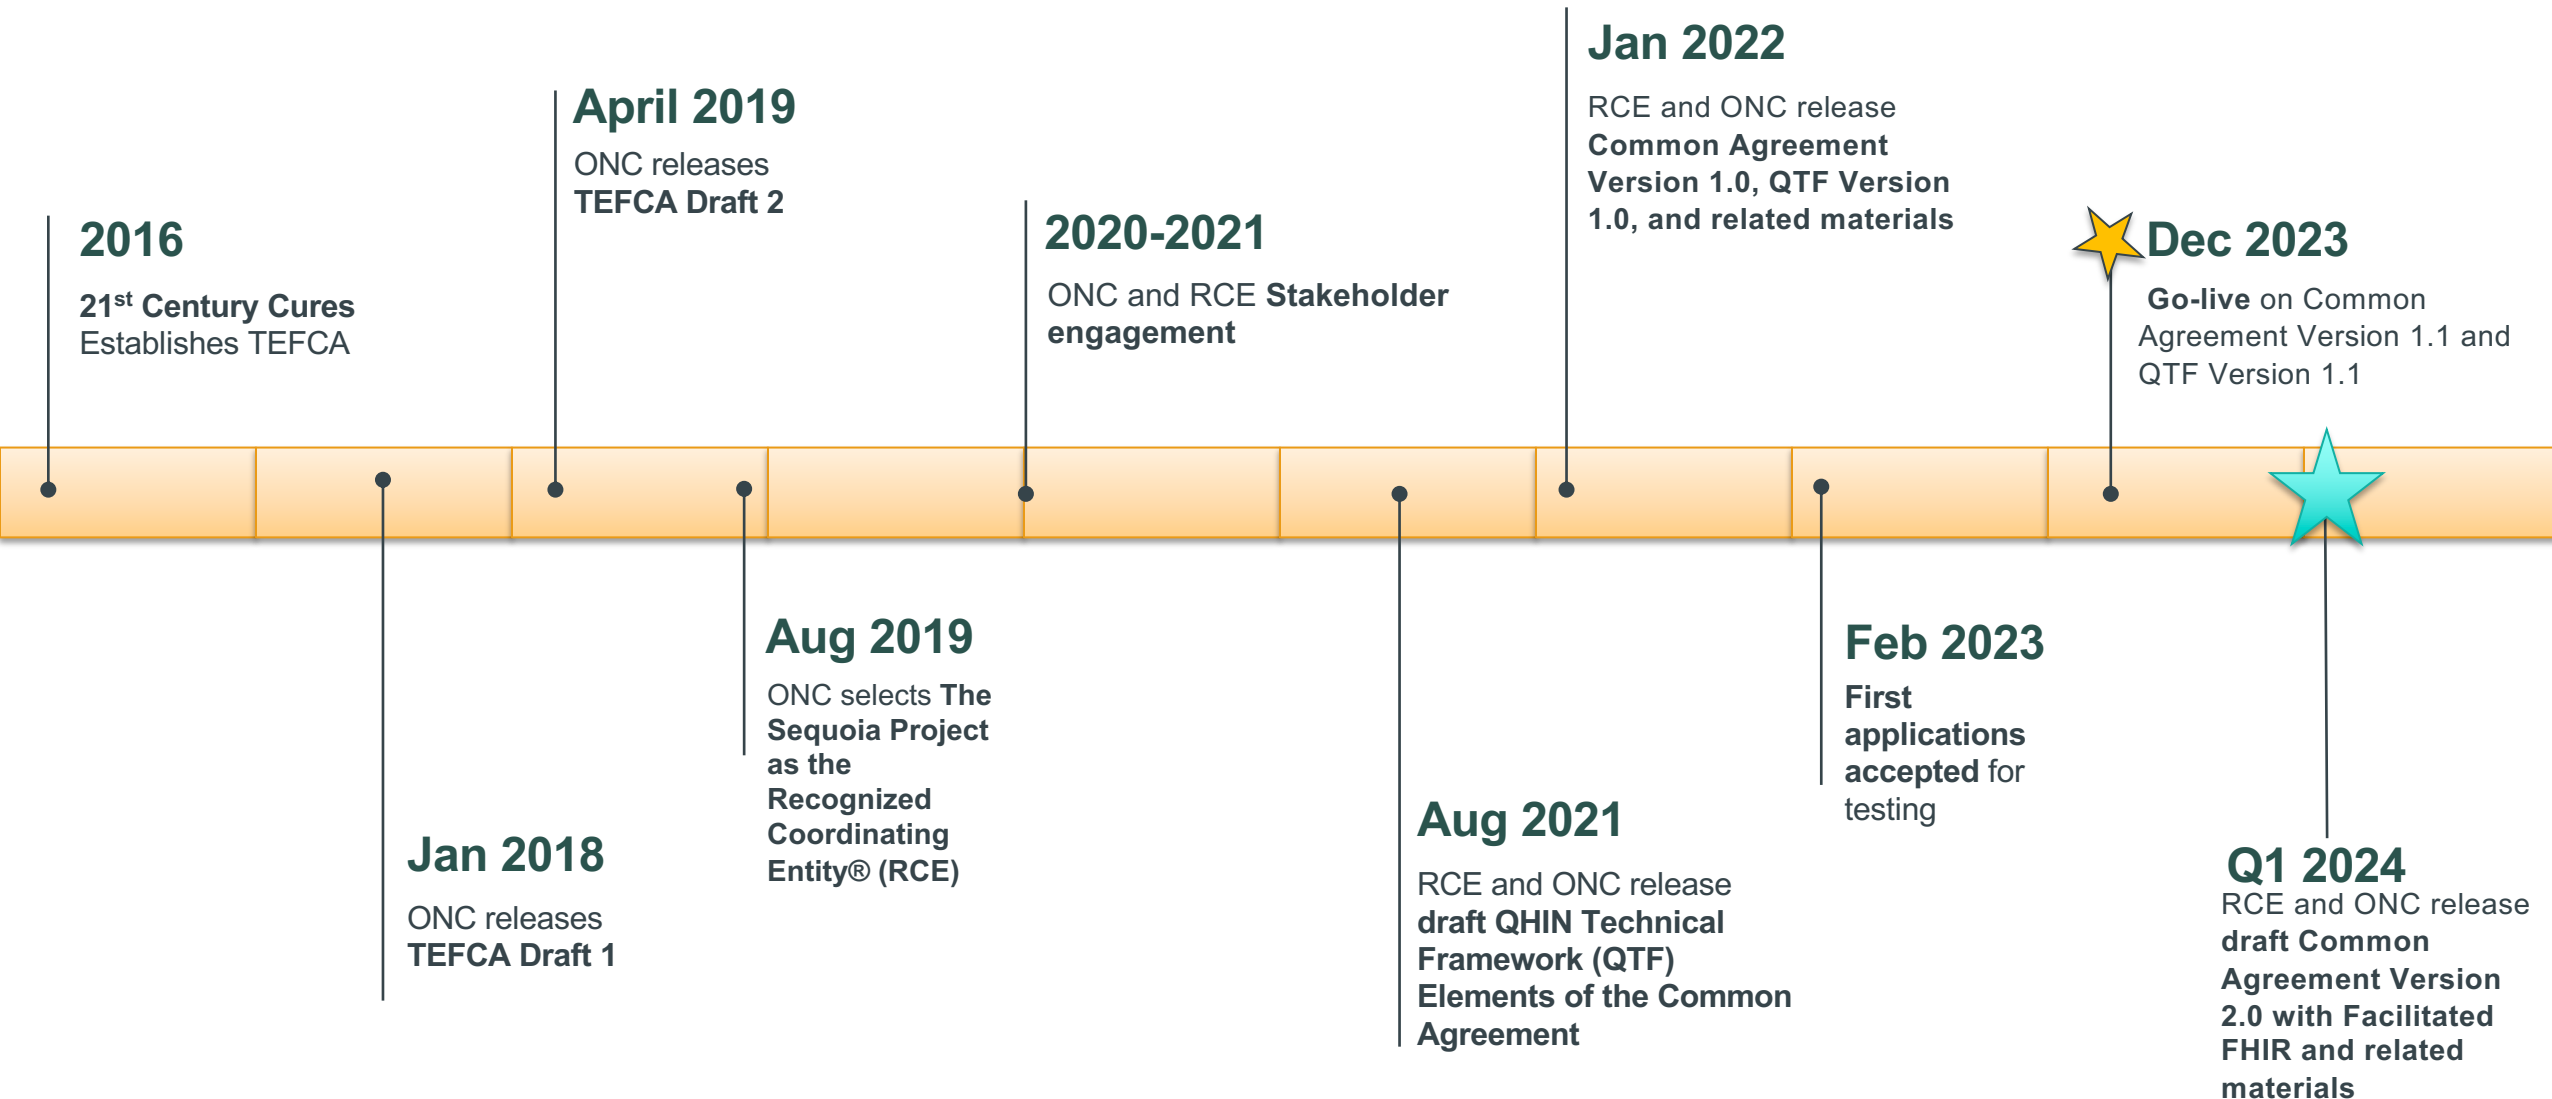 2016
21st Century Cures
Establishes TEFCA
Jan 2018
ONC releases
TEFCA Draft 1
April 2019
ONC releases
TEFCA Draft 2
Aug 2019
ONC selects The
Sequoia Project
as the
Recognized
Coordinating
Entity® (RCE)
2020-2021
ONC and RCE Stakeholder
engagement
Aug 2021
RCE and ONC release
draft QHIN Technical
Framework (QTF)
Elements of the Common
Agreement
Jan 2022
RCE and ONC release
Common Agreement
Version 1.0, QTF Version
1.0, and related materials
Feb 2023
First
applications
accepted for
testing
Dec 2023
Go-live on Common
Agreement Version 1.1 and
QTF Version 1.1
Q1 2024
RCE and ONC release
draft Common
Agreement Version
2.0 with Facilitated
FHIR and related
materials